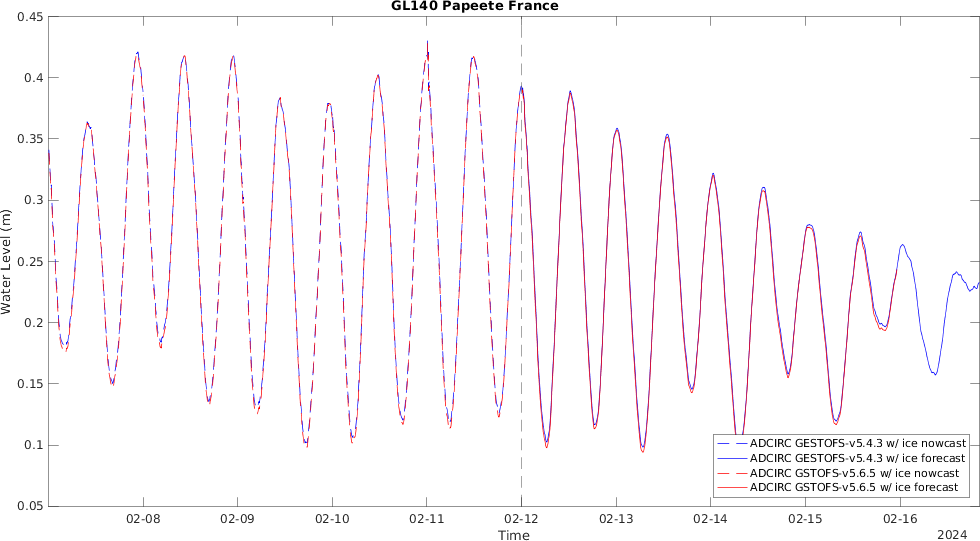 GL140 Papeete France
0.45
0.4
0.35
0.3
0.25
0.2
0.15
0.1
0.05
Water Level (m)
ADCIRC GESTOFS-v5.4.3 w/ ice nowcast
ADCIRC GESTOFS-v5.4.3 w/ ice forecast
ADCIRC GSTOFS-v5.6.5 w/ ice nowcast
ADCIRC GSTOFS-v5.6.5 w/ ice forecast
02-08 02-09 02-10 02-11 02-12 02-13 02-14 02-15 02-16
Time
2024